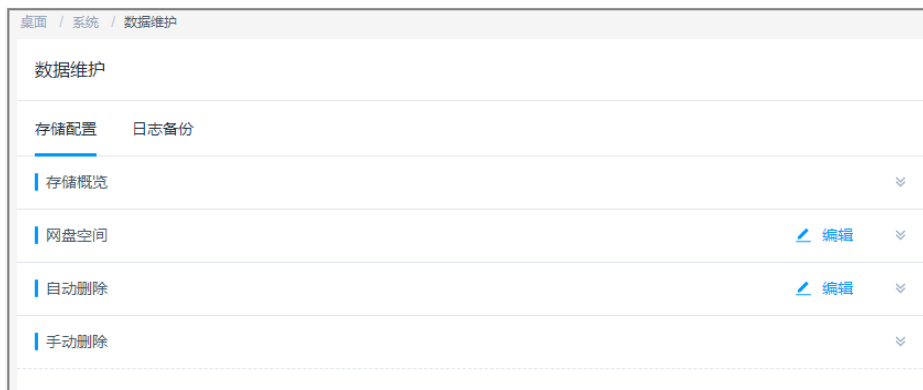 桌面 / 系统 / 数据维护
数据维护
存储配置 日志备份
存储概览
网盘空间 编辑
自动删除 编辑
手动删除